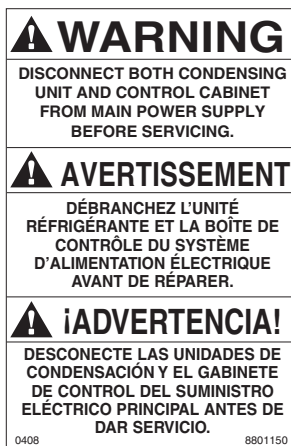 WARNING
DISCONNECT BOTH CONDENSING
UNIT AND CONTROL CABINET
FROM MAIN POWER SUPPLY
BEFORE SERVICING.
AVERTISSEMENT
DÉBRANCHEZ L'UNITÉ
RÉFRIGÉRANTE ET LA BOÎTE DE
CONTRÔLE DU SYSTÈME
D'ALIMENTATION ÉLECTRIQUE
AVANT DE RÉPARER.
¡ADVERTENCIA!
DESCONECTE LAS UNIDADES DE
CONDENSACIÓN Y EL GABINETE
DE CONTROL DEL SUMINISTRO
ELÉCTRICO PRINCIPAL ANTES DE
DAR SERVICIO.
0408 8801150